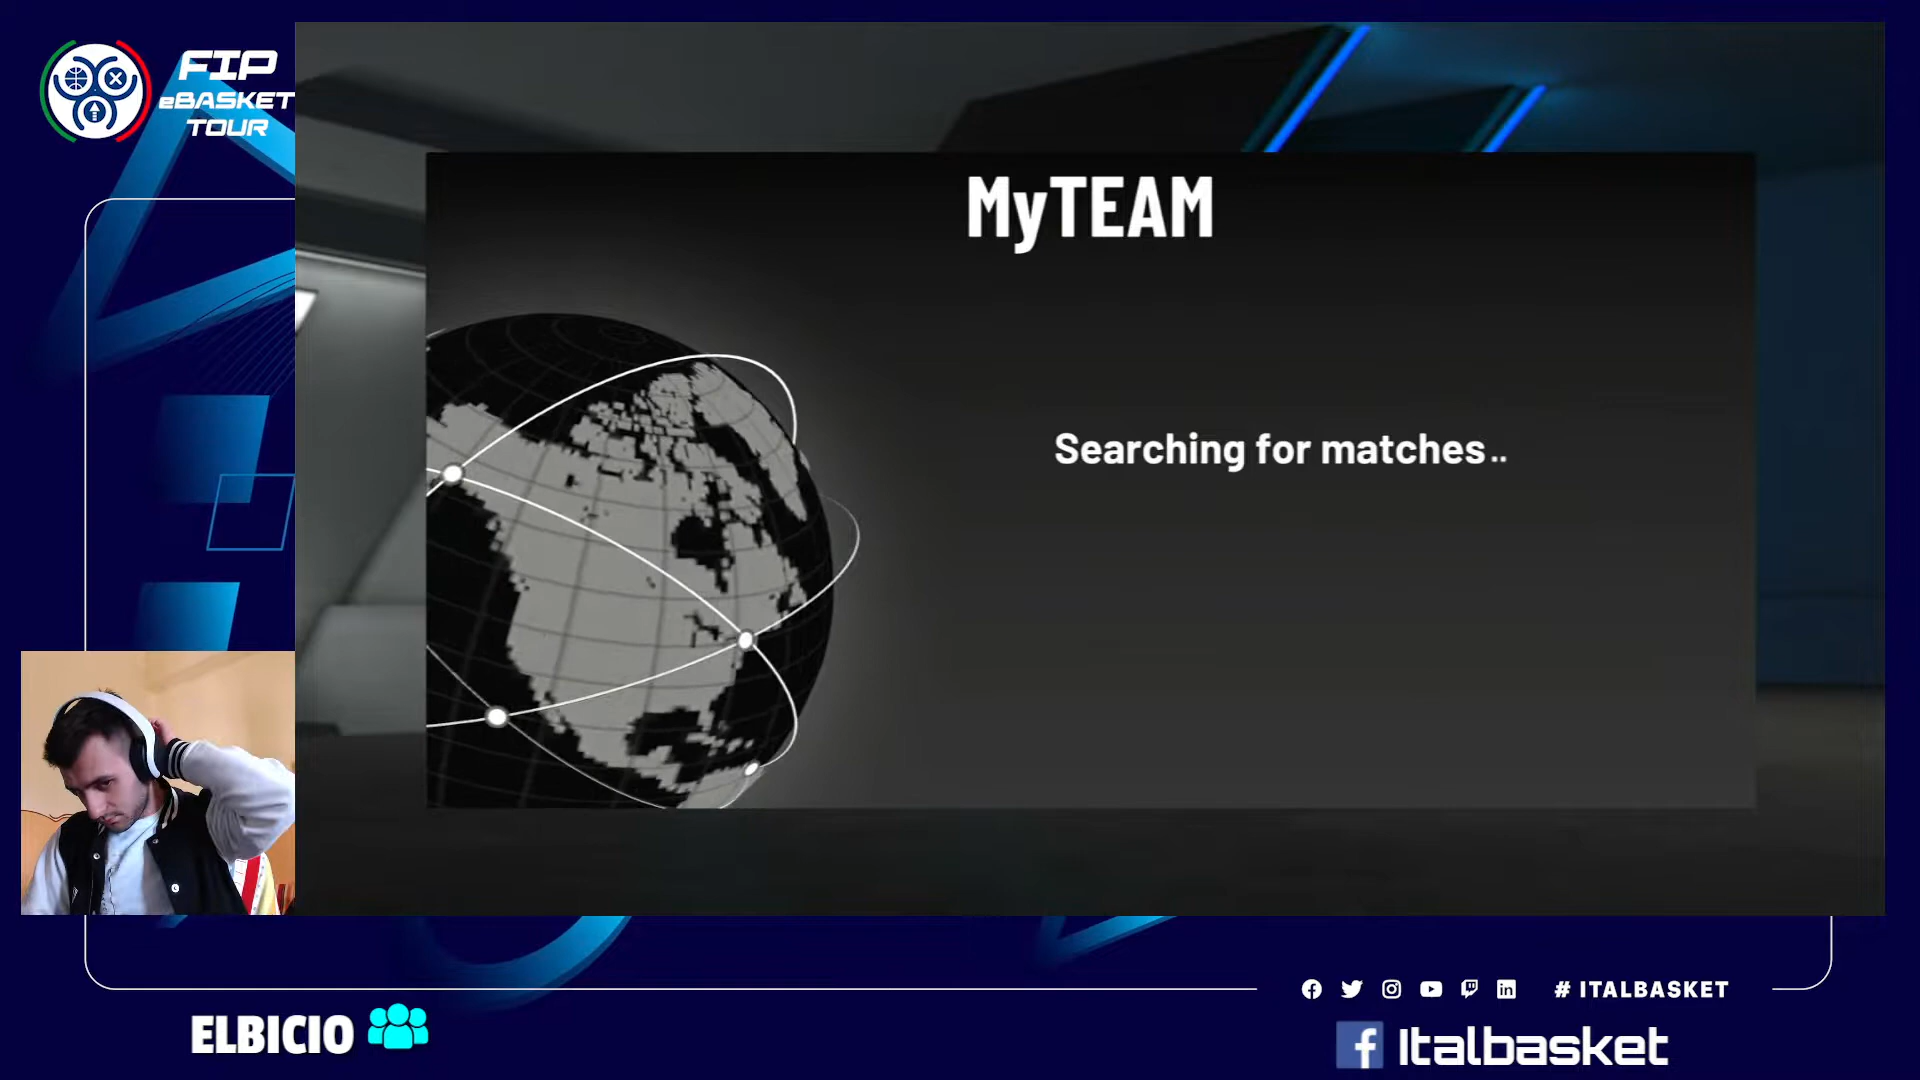 FIP
eBASKET
TOUR
MyTEAM
Searching for matches..
# ITALBASKET
ELBICIO
Italbasket